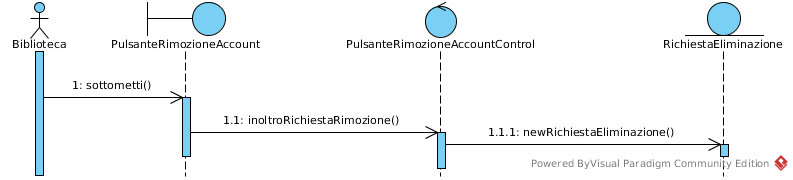 Biblioteca
PulsanteRimozioneAccount
PulsanteRimozioneAccountControl
RichiestaEliminazione
1: sottometti()
1.1: inoltroRichiestaRimozione()
1.1.1: newRichiestaEliminazione()
Powered ByVisual Paradigm Community Edition